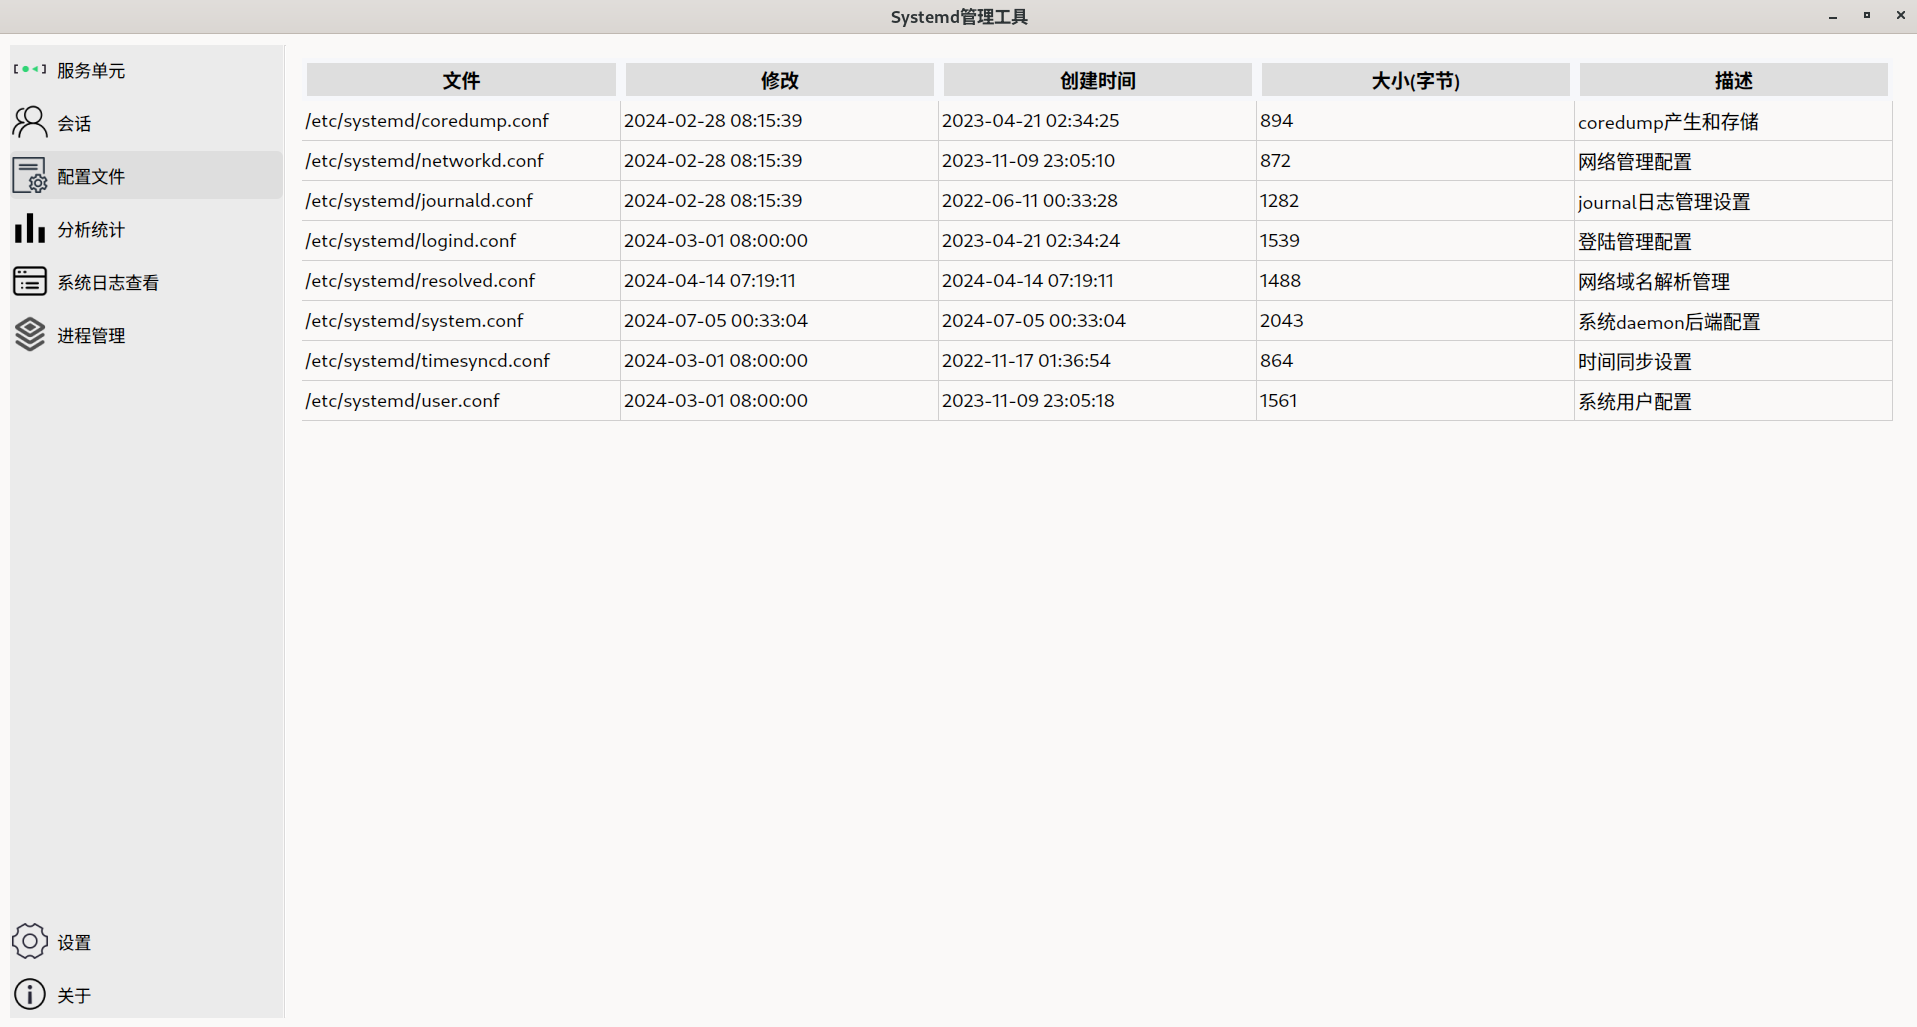 Systemd管理工具
服务单元
会话
配置文件
分析统计
系统日志查看
进程管理
设置
关于
文件 修改 创建时间 大小(字节) 描述
/etc/systemd/coredump.conf 2024-02-28 08:15:39 2023-04-21 02:34:25 894 coredump产生和存储
/etc/systemd/networkd.conf 2024-02-28 08:15:39 2023-11-09 23:05:10 872 网络管理配置
/etc/systemd/journald.conf 2024-02-28 08:15:39 2022-06-11 00:33:28 1282 journal日志管理设置
/etc/systemd/logind.conf 2024-03-01 08:00:00 2023-04-21 02:34:24 1539 登陆管理配置
/etc/systemd/resolved.conf 2024-04-14 07:19:11 2024-04-14 07:19:11 1488 网络域名解析管理
/etc/systemd/system.conf 2024-07-05 00:33:04 2024-07-05 00:33:04 2043 系统daemon后端配置
/etc/systemd/timesyncd.conf 2024-03-01 08:00:00 2022-11-17 01:36:54 864 时间同步设置
/etc/systemd/user.conf 2024-03-01 08:00:00 2023-11-09 23:05:18 1561 系统用户配置